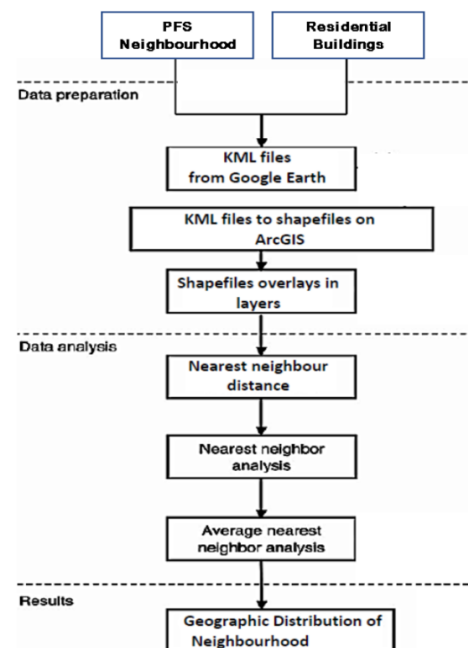 PFS
Neighbourhood
Residential
Buildings
Data preparation
KML files
from Google Earth
KML files to shapefiles on
ArcGIS
Shapefiles overlays in
layers
Data analysis
Nearest neighbour
distance
Nearest neighbor
analysis
Average nearest
neighbor analysis
Results
Geographic Distribution of
Neighbourhood